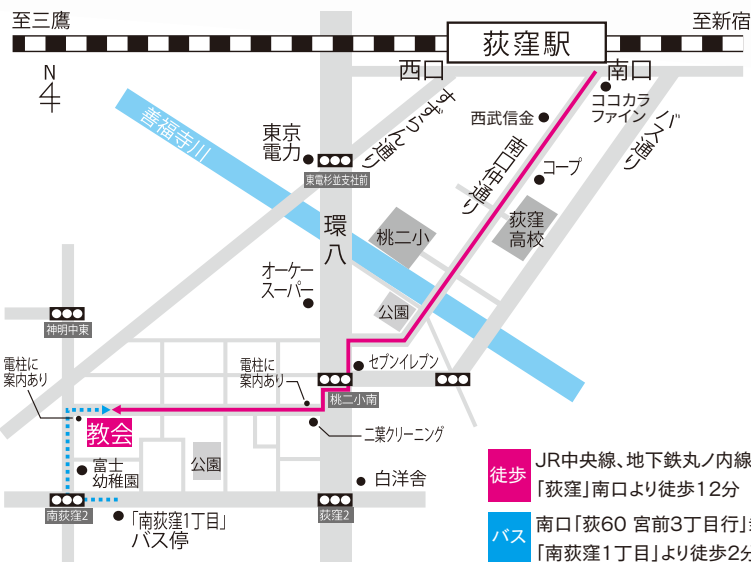 至三鷹
荻窪駅
至新宿
西口
南口
N
ココカラ
ファイン
西武信金
すずらん通り
善福寺川
東京
電力
東電杉並支社前
南口仲通り
バス通り
コープ
荻窪
高校
環八
桃二小
オーケー
スーパー
公園
神明中東
電柱に
案内あり
電柱に
案内あり
セブンイレブン
桃二小南
教会
二葉クリーニング
富士
幼稚園
公園
白洋舎
南荻窪2
荻窪2
「南荻窪1丁目」
バス停
徒歩
JR中央線、地下鉄丸ノ内線
「荻窪」南口より徒歩12分
バス
南口「荻60 宮前3丁目行」
「南荻窪1丁目」より徒歩2分